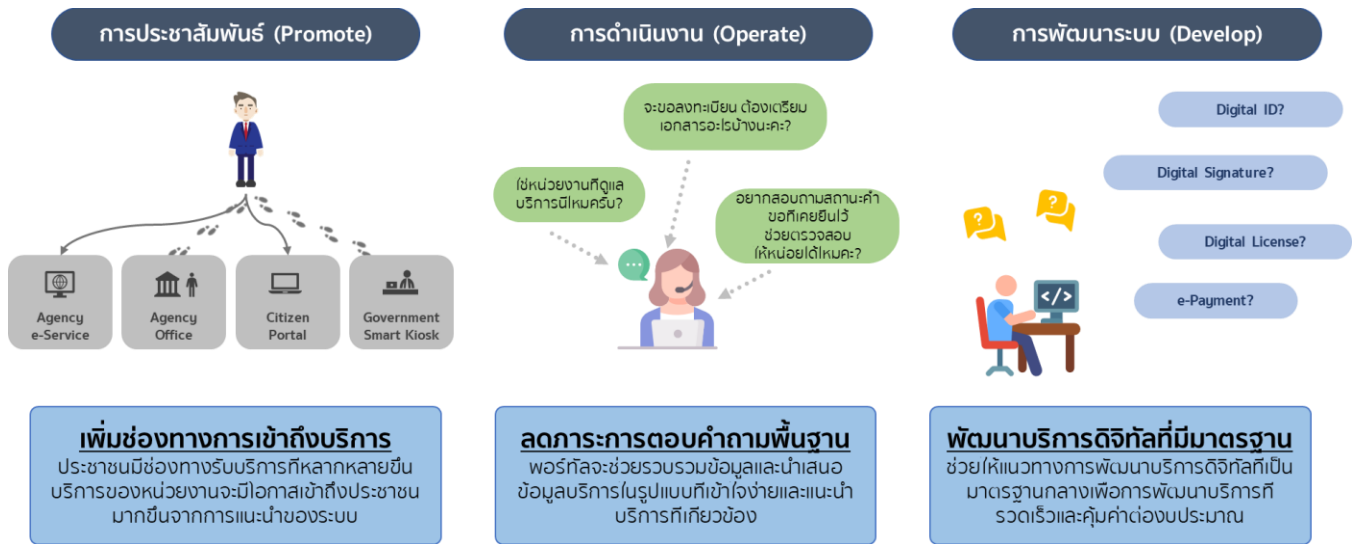 การประชาสัมพันธ์ (Promote)
Agency
e-Service
Agency
Office
Citizen
Portal
Government
Smart Kiosk
เพิ่มช่องทางการเข้าถึงบริการ
ประชาชนมีช่องทางรับบริการที่หลากหลายขึ้น
บริการของหน่วยงานจะมีโอกาสเข้าถึงประชาชน
มากขึ้นจากการแนะนำของระบบ
การดำเนินงาน (Operate)
จะขอลงทะเบียน ต้องเตรียม
เอกสารอะไรบ้างนะคะ?
ใช่หน่วยงานที่ดูแล
บริการนี้ไหมครับ?
อยากสอบถามสถานะคำ
ขอที่เคยยื่นไว้
ช่วยตรวจสอบ
ให้หน่อยได้ไหมคะ?
ลดภาระการตอบคำถามพื้นฐาน
พอร์ทัลจะช่วยรวบรวมข้อมูลและนำเสนอ
ข้อมูลบริการในรูปแบบที่เข้าใจง่ายและแนะนำ
บริการที่เกี่ยวข้อง
การพัฒนาระบบ (Develop)
Digital ID?
Digital Signature?
Digital License?
e-Payment?
</>
พัฒนาบริการดิจิทัลที่มีมาตรฐาน
ช่วยให้แนวทางการพัฒนาบริการดิจิทัลที่เป็น
มาตรฐานกลางเพื่อการพัฒนาบริการที่
รวดเร็วและคุ้มค่าต่องบประมาณ